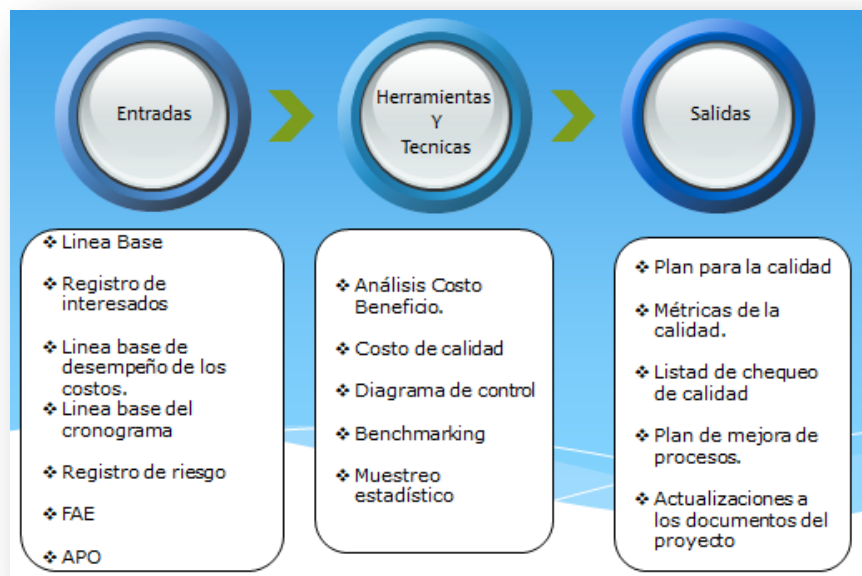 Entradas
Herramientas
Y
Tecnicas
Salidas
❖ Linea Base
❖ Registro de
interesados
❖ Linea base de
desempeño de los
costos.
❖ Linea base del
cronograma
❖ Registro de riesgo
❖ FAE
❖ APO
❖ Análisis Costo
Beneficio.
❖ Costo de calidad
❖ Diagrama de control
❖ Benchmarking
❖ Muestreo
estadístico
❖ Plan para la calidad
❖ Métricas de la
calidad.
❖ Listad de chequeo
de calidad
❖ Plan de mejora de
procesos.
❖ Actualizaciones a
los documentos del
proyecto